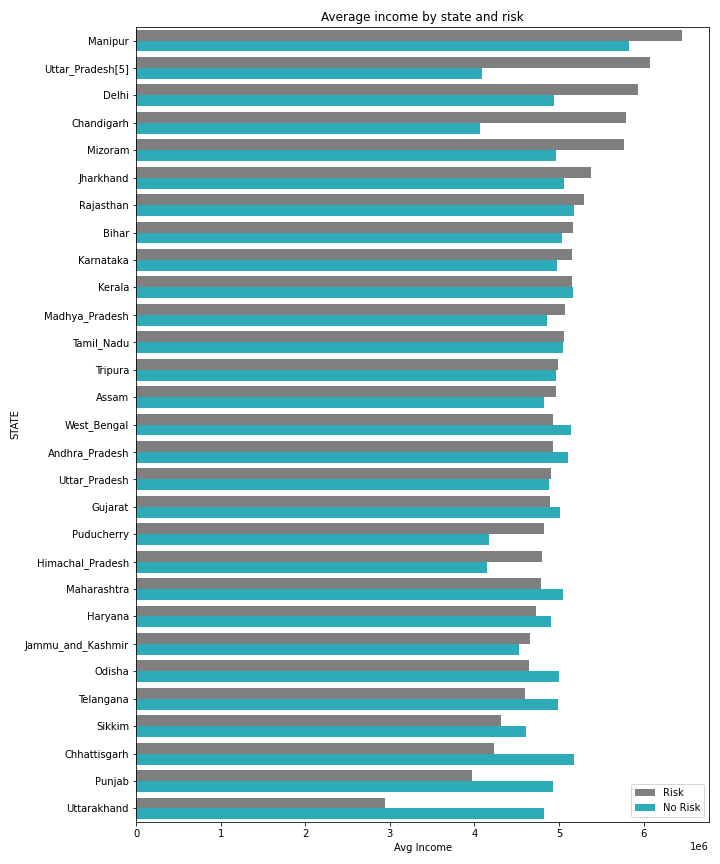 Average income by state and risk
STATE
Manipur
Uttar_Pradesh[5]
Delhi
Chandigarh
Mizoram
Jharkhand
Rajasthan
Bihar
Karnataka
Kerala
Madhya_Pradesh
Tamil_Nadu
Tripura
Assam
West_Bengal
Andhra_Pradesh
Uttar_Pradesh
Gujarat
Puducherry
Himachal_Pradesh
Maharashtra
Haryana
Jammu_and_Kashmir
Odisha
Telangana
Sikkim
Chhattisgarh
Punjab
Uttarakhand
Risk
No Risk
0 1 2 3 4 5 6
1e6
Avg Income